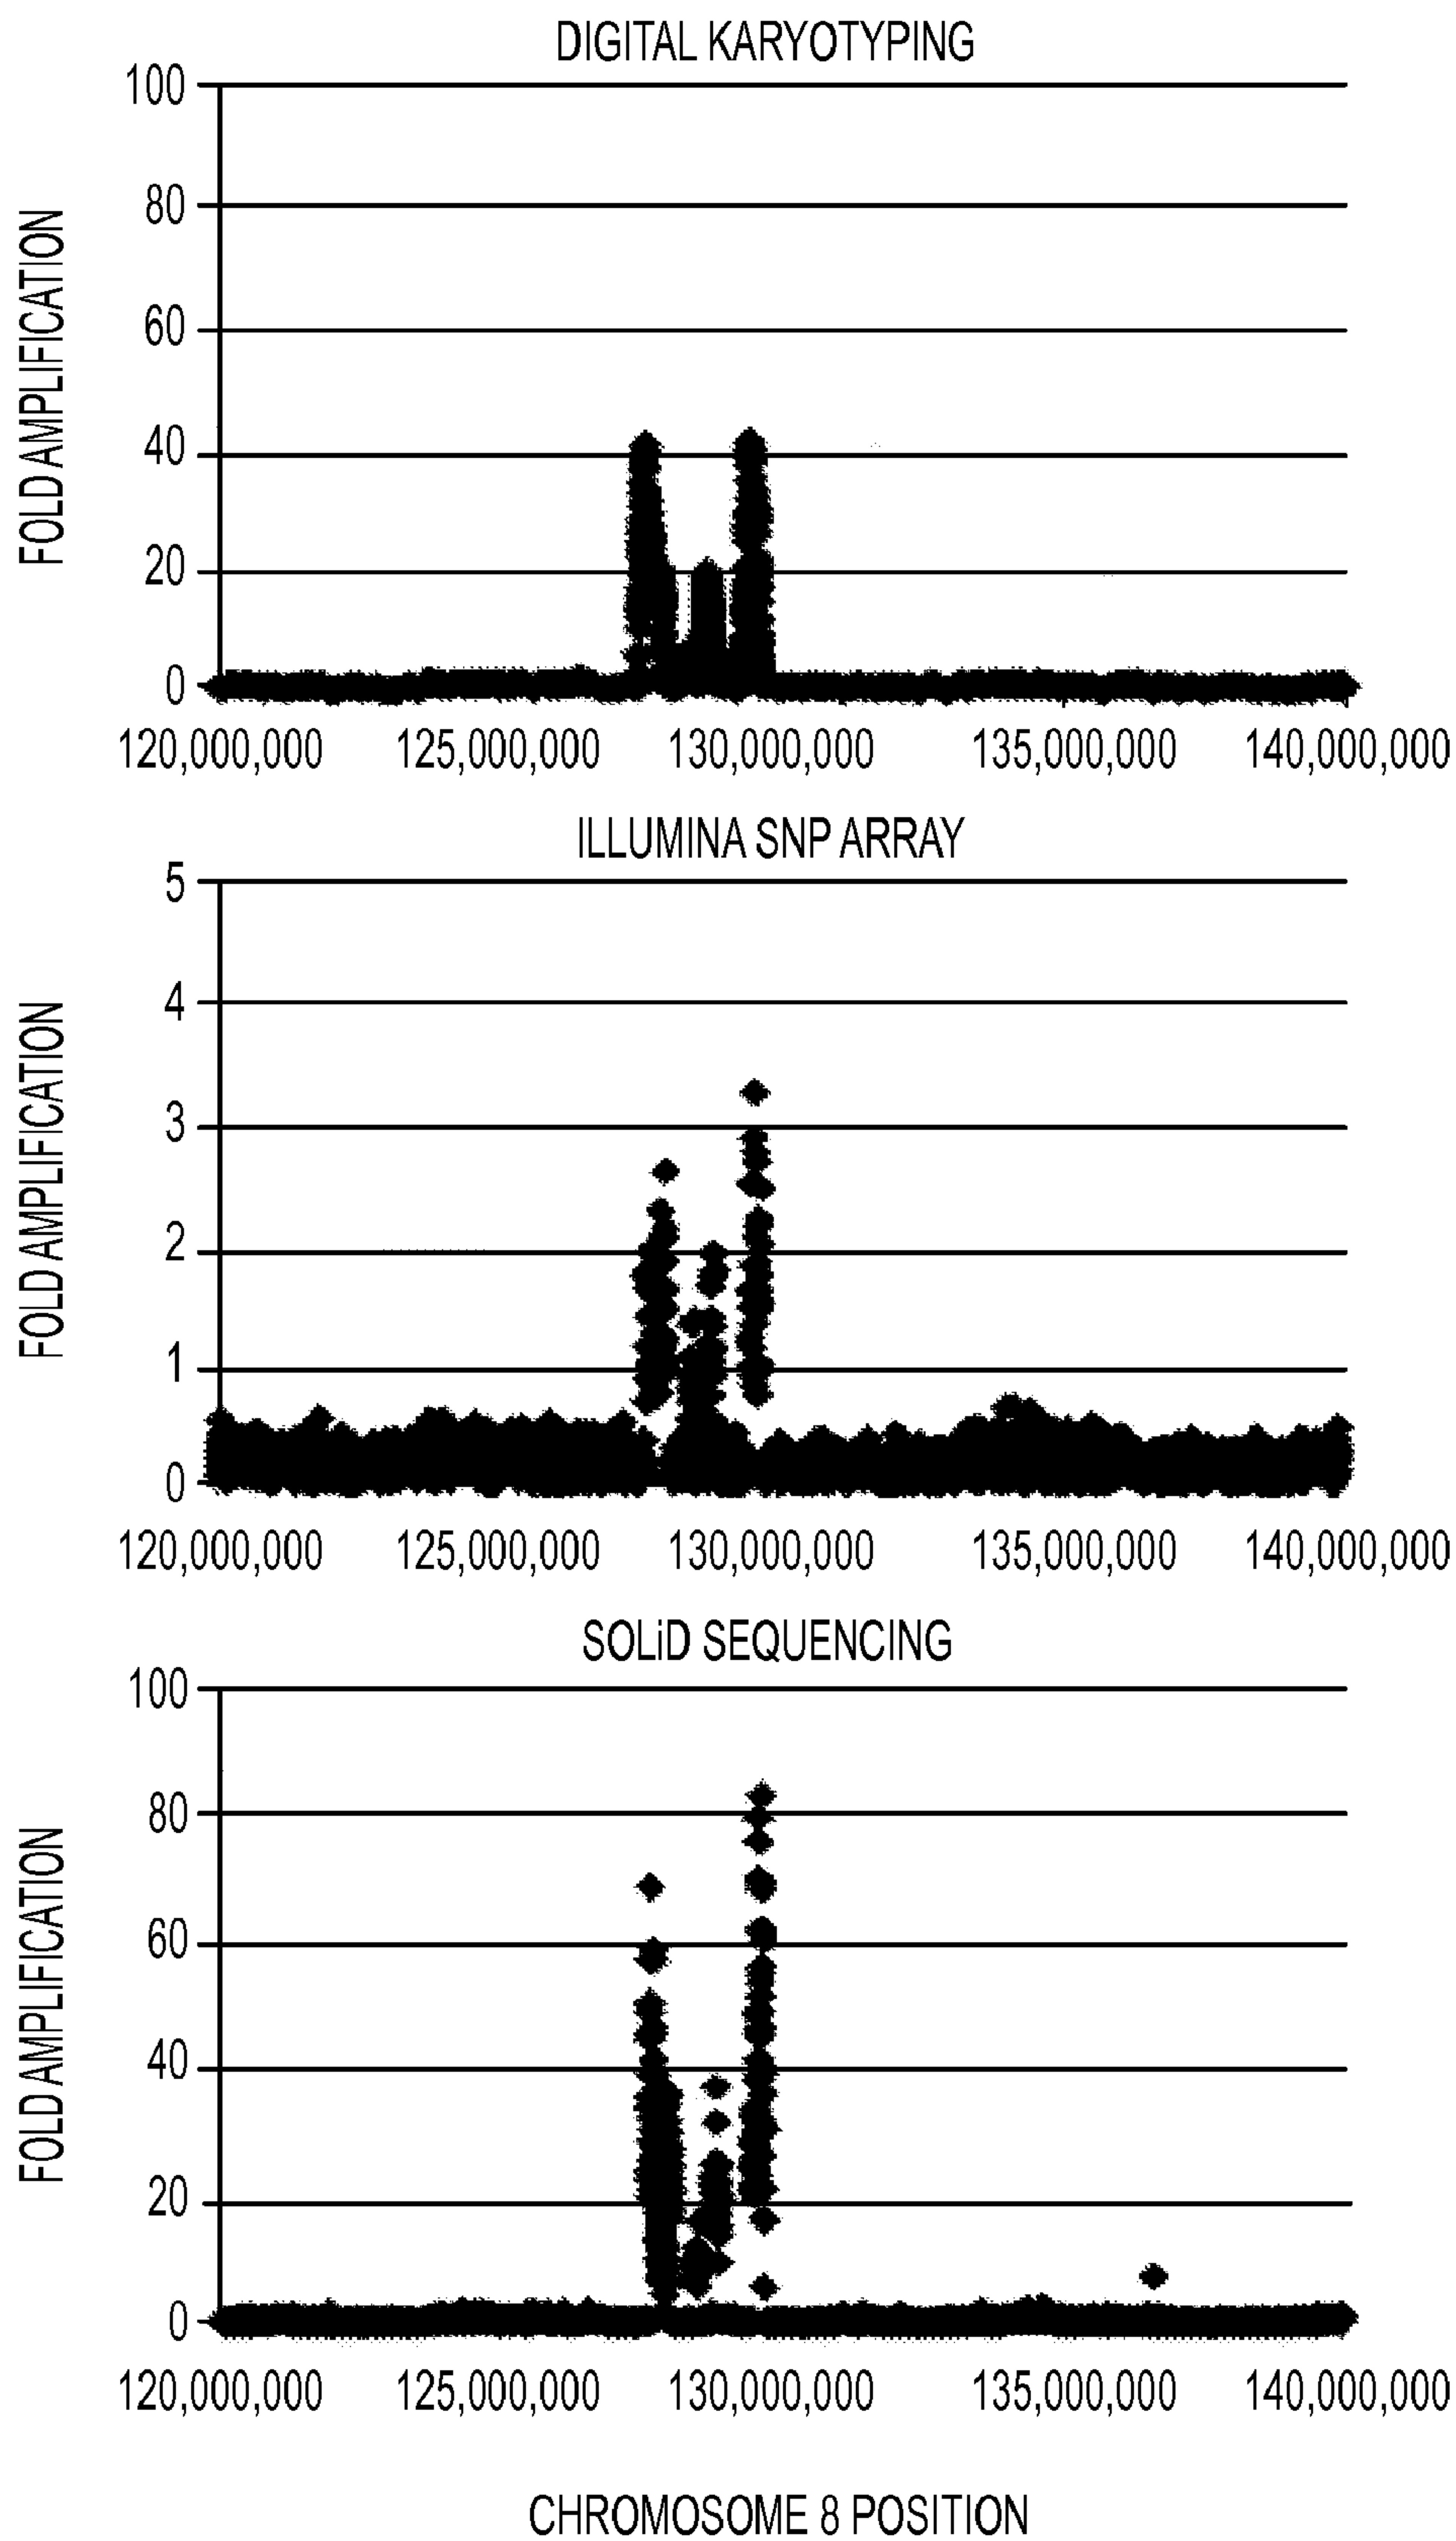 DIGITAL KARYOTYPING
FOLD AMPLIFICATION
100
80
60
40
20
0
120,000,000 125,000,000 130,000,000 135,000,000 140,000,000
ILLUMINA SNP ARRAY
FOLD AMPLIFICATION
5
4
3
2
1
0
120,000,000 125,000,000 130,000,000 135,000,000 140,000,000
SOLiD SEQUENCING
FOLD AMPLIFICATION
100
80
60
40
20
0
120,000,000 125,000,000 130,000,000 135,000,000 140,000,000
CHROMOSOME 8 POSITION